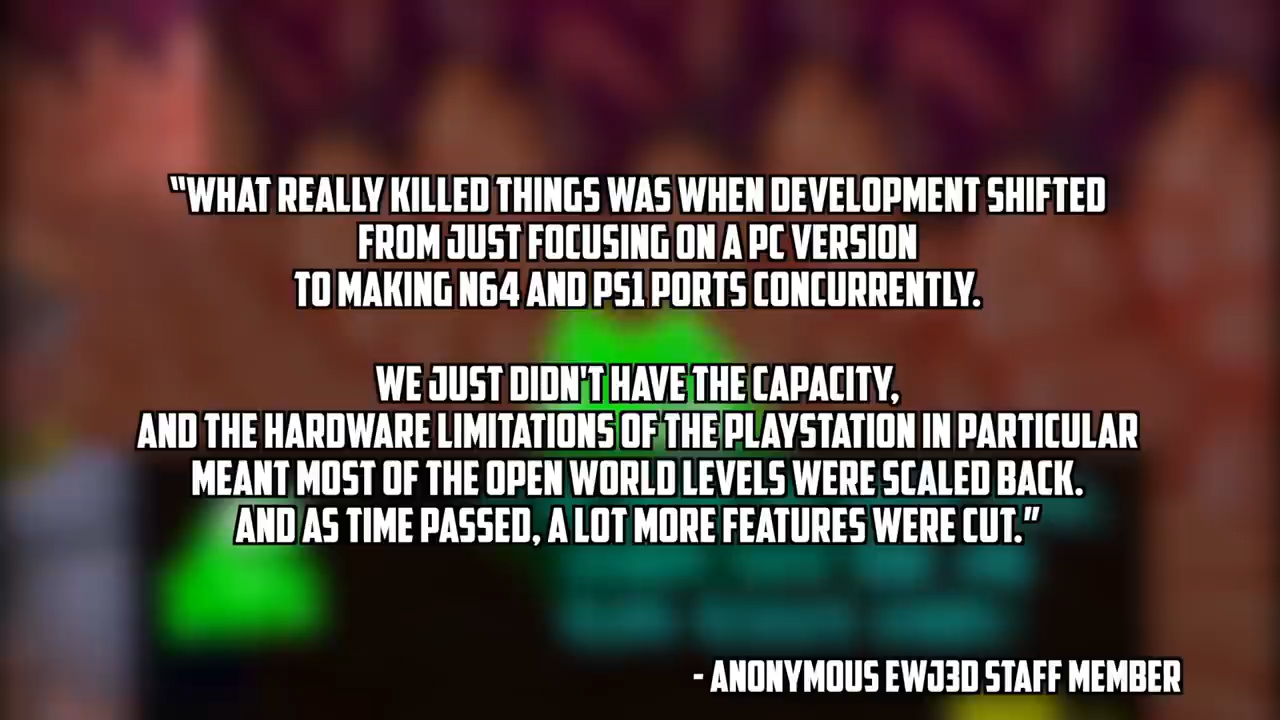 “WHAT REALLY KILLED THINGS WAS WHEN DEVELOPMENT SHIFTED
FROM JUST FOCUSING ON A PC VERSION
TO MAKING N64 AND PS1 PORTS CONCURRENTLY.
WE JUST DIDN'T HAVE THE CAPACITY,
AND THE HARDWARE LIMITATIONS OF THE PLAYSTATION IN PARTICULAR
MEANT MOST OF THE OPEN WORLD LEVELS WERE SCALED BACK.
AND AS TIME PASSED, A LOT MORE FEATURES WERE CUT.”
- ANONYMOUS EWJ3D STAFF MEMBER